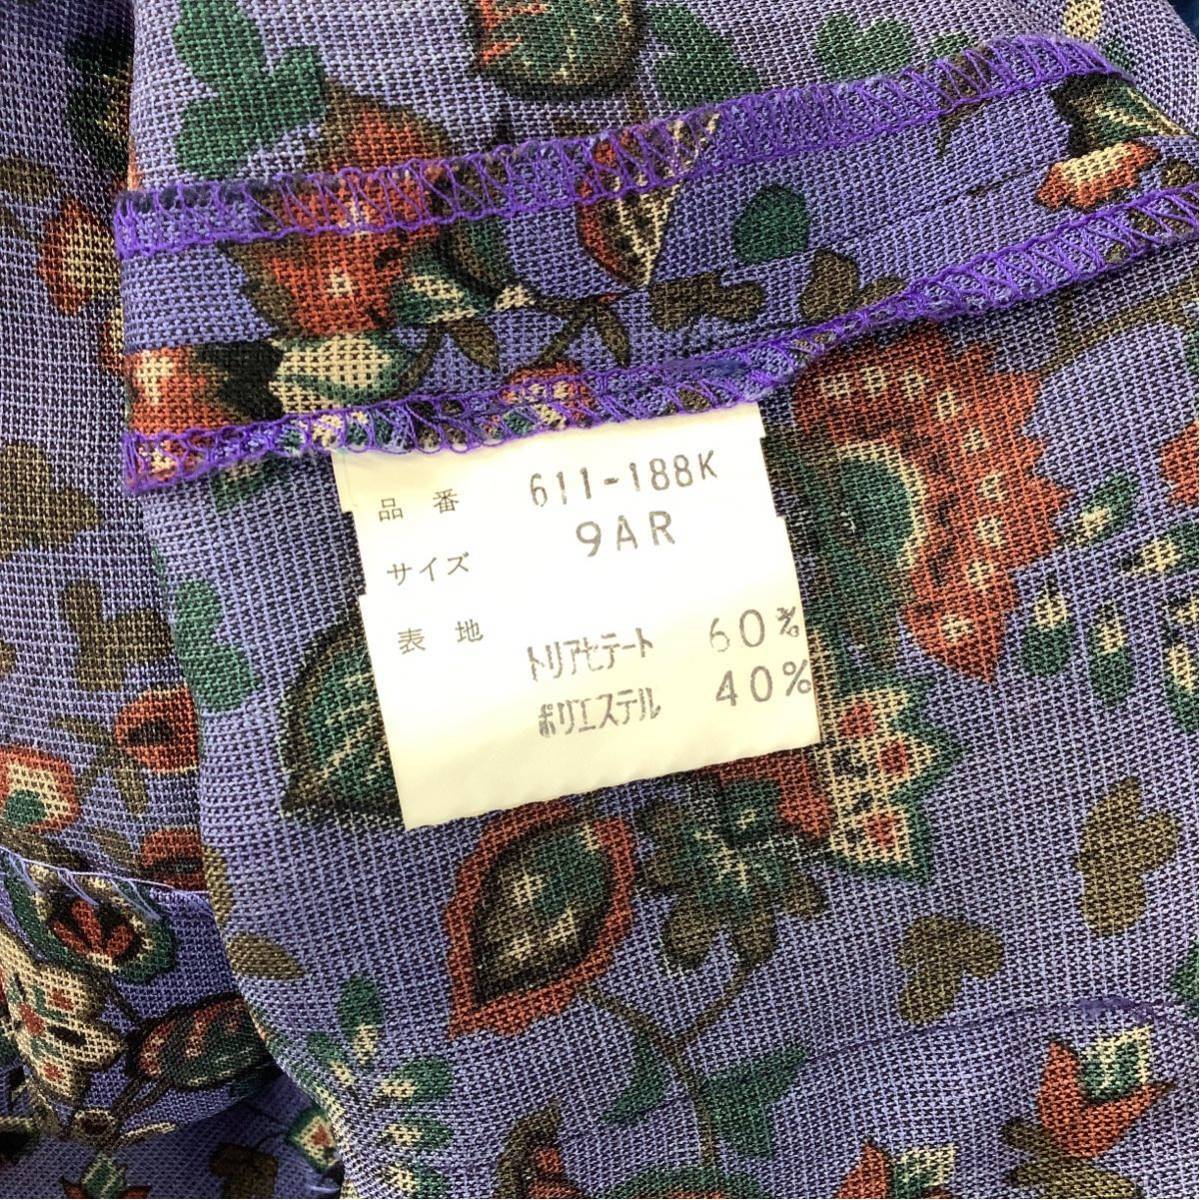 品番 611-188K
サイズ 9AR
表地 トリアセテート 60%
ポリエステル 40%